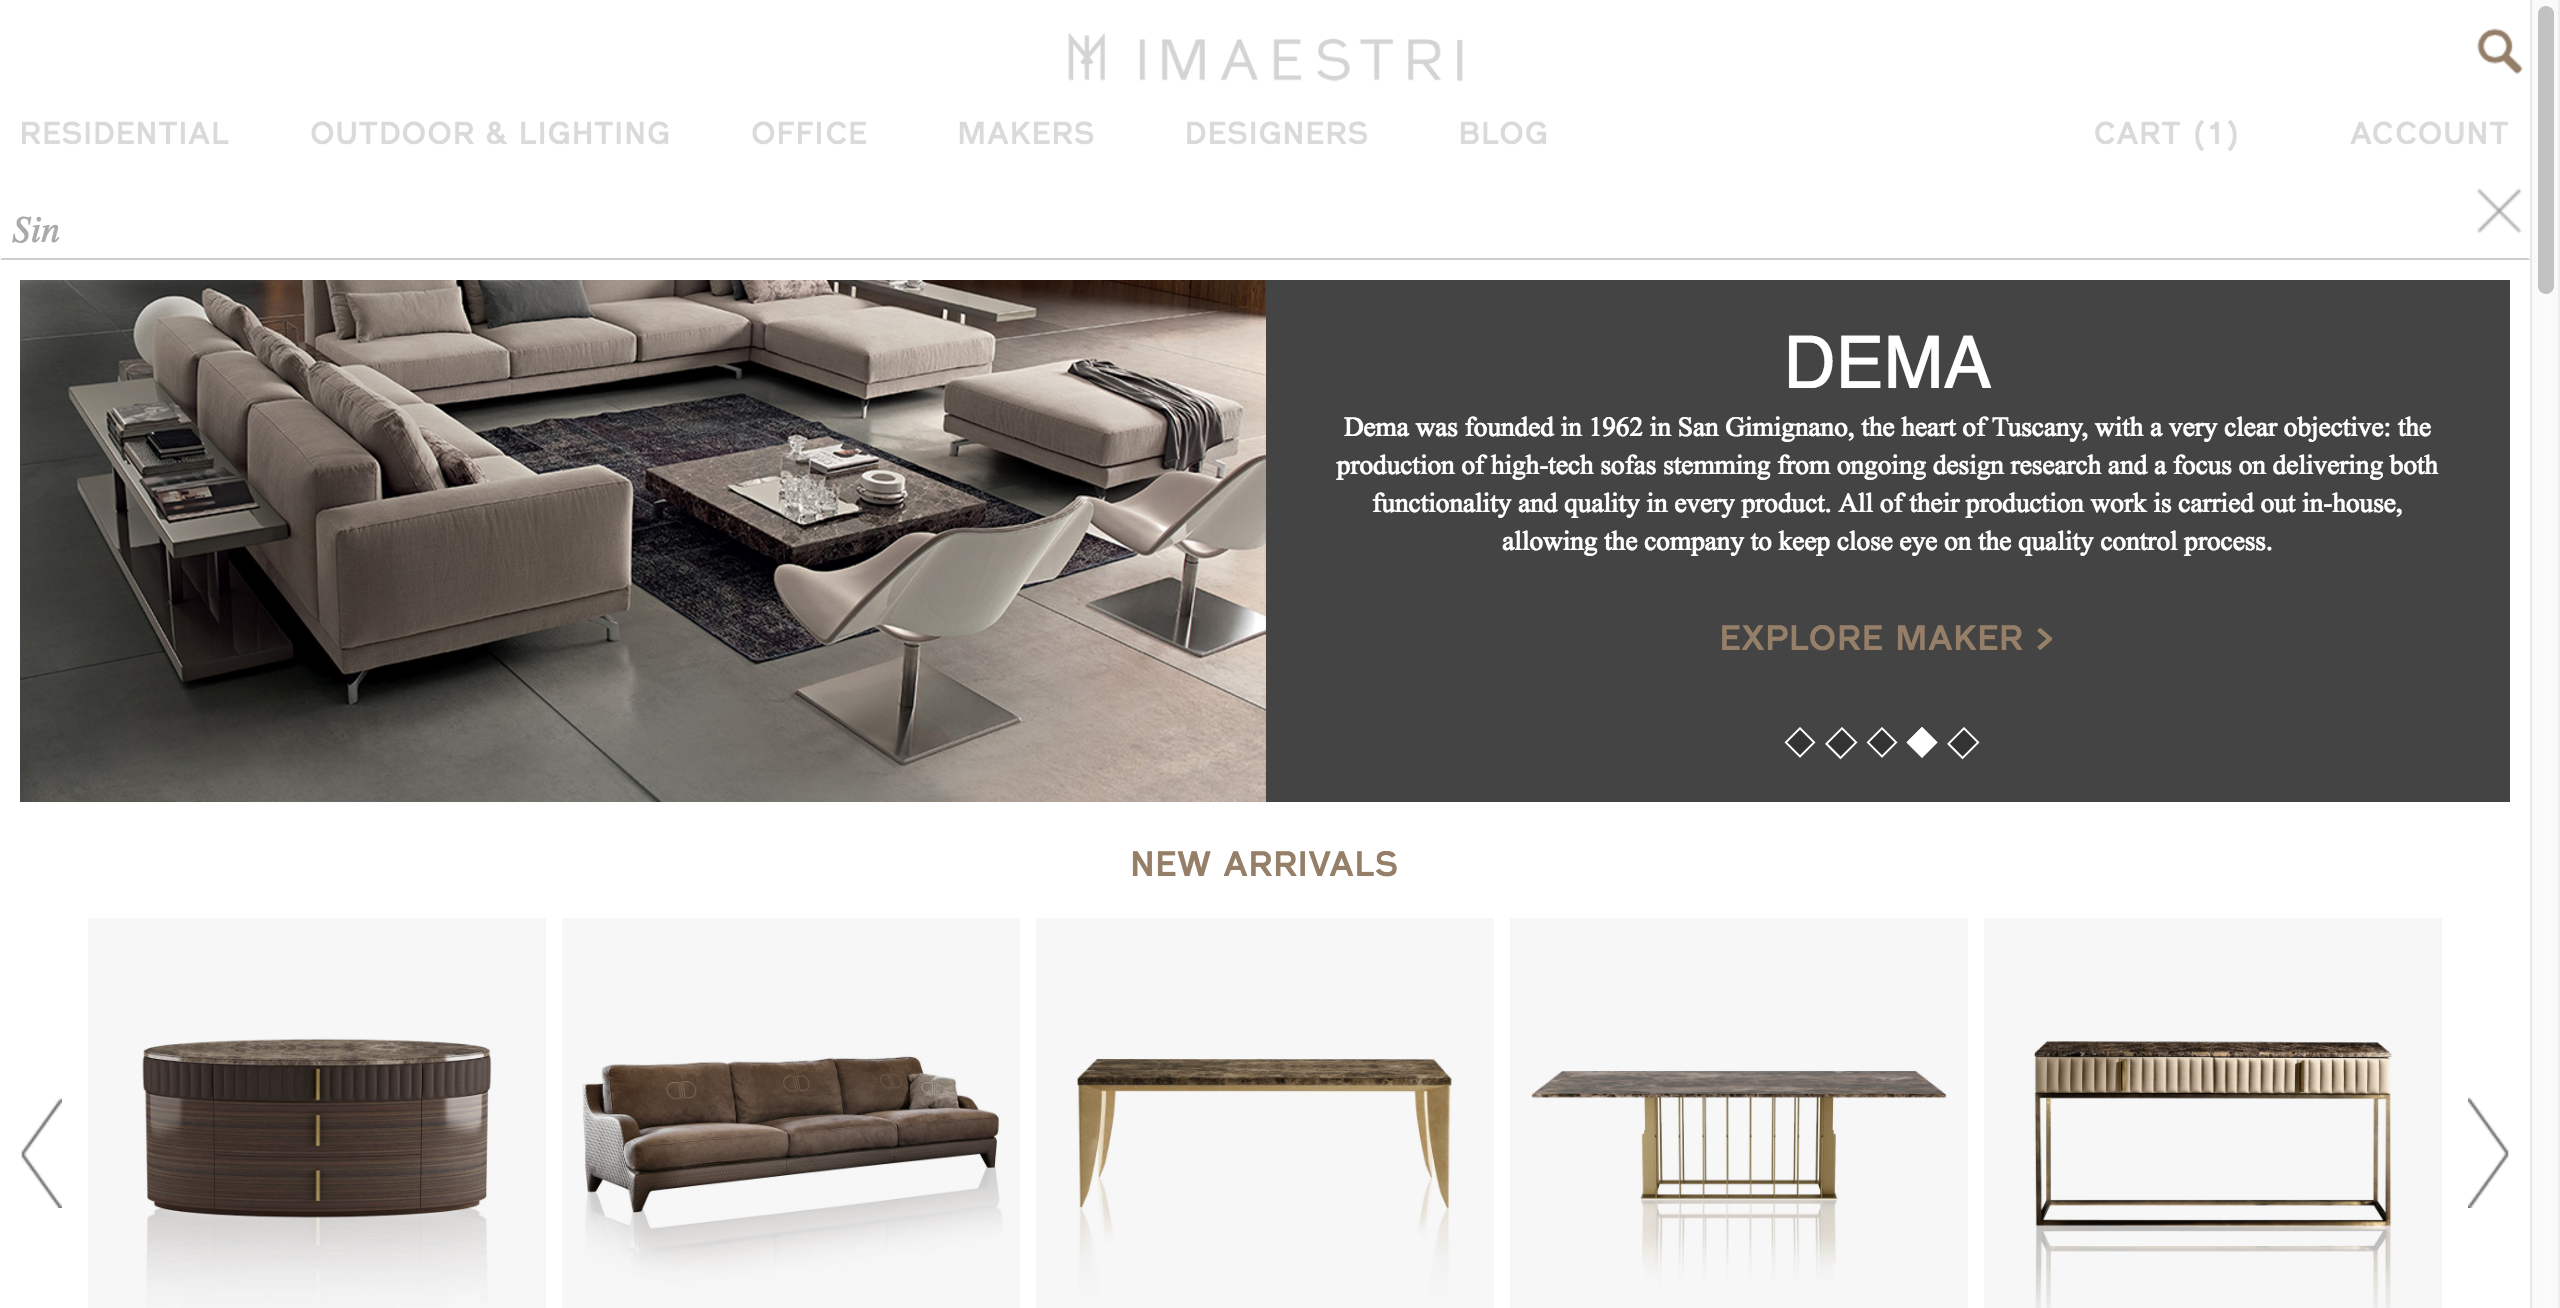 IMAESTRI
RESIDENTIAL OUTDOOR & LIGHTING OFFICE MAKERS DESIGNERS BLOG CART (1) ACCOUNT
Sin
DEMA
Dema was founded in 1962 in San Gimignano, the heart of Tuscany, with a very clear objective: the
production of high-tech sofas stemming from ongoing design research and a focus on delivering both
functionality and quality in every product. All of their production work is carried out in-house,
allowing the company to keep close eye on the quality control process.
EXPLORE MAKER >
NEW ARRIVALS